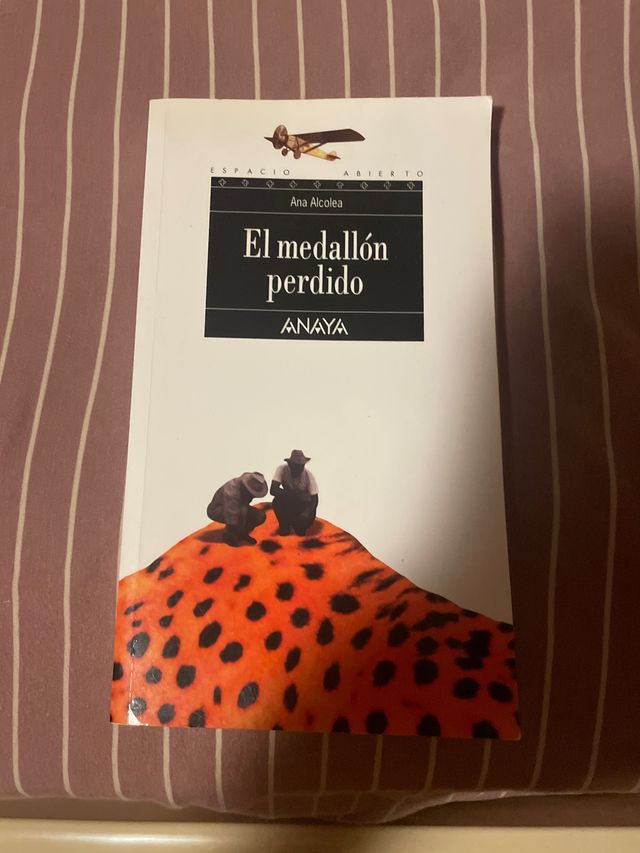 ESPACIO ABIERTO
Ana Alcolea
El medallón
perdido
ANAYA